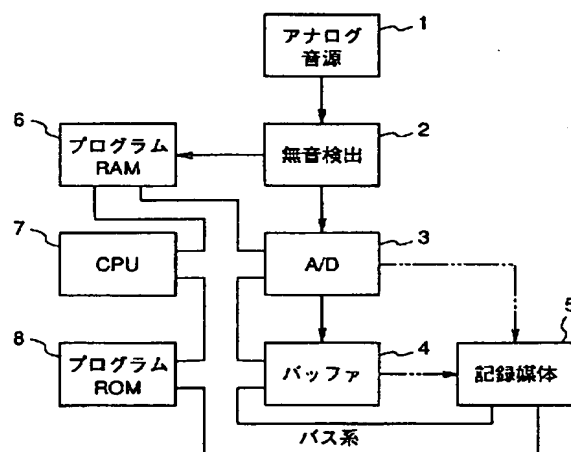 1
アナログ
音源
6
プログラム
RAM
2
無音検出
7
CPU
3
A/D
5
8
プログラム
ROM
4
バッファ
記録媒体
バス系